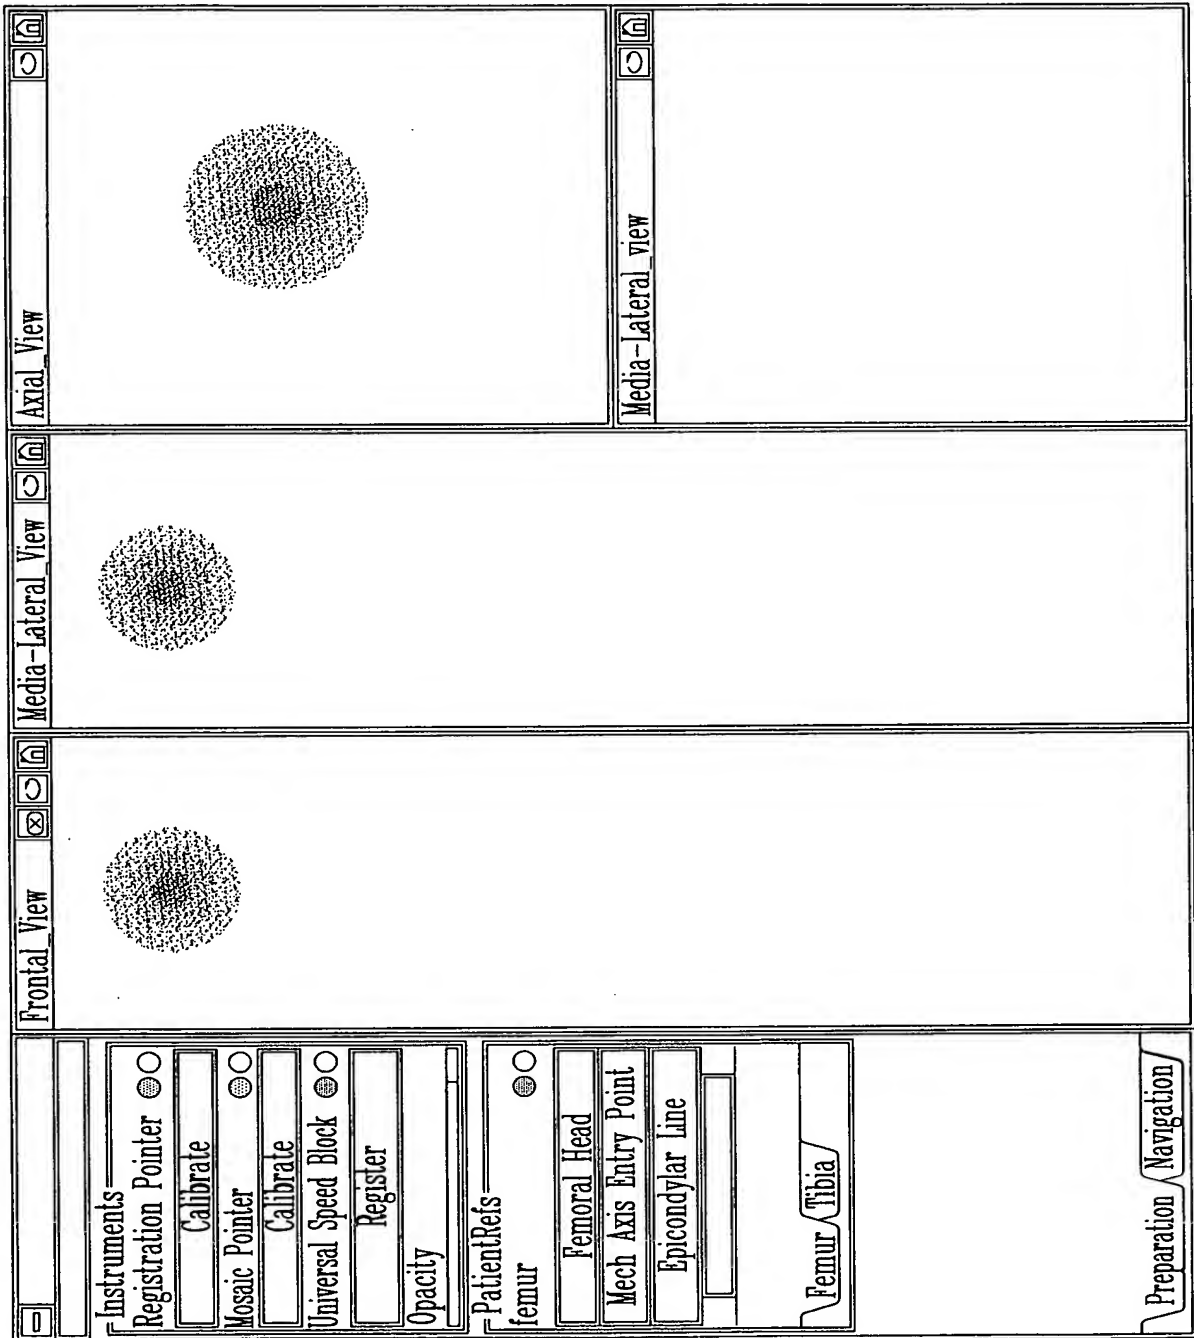 Instruments
Registration Pointer
Calibrate
Mosaic Pointer
Calibrate
Universal Speed Block
Register
Opacity
PatientRefs
femur
Femoral Head
Mech Axis Entry Point
Epicondylar Line
Femur Tibia
Preparation Navigation
Frontal_View
Media-Lateral_View
Axial_View
Media-Lateral_view